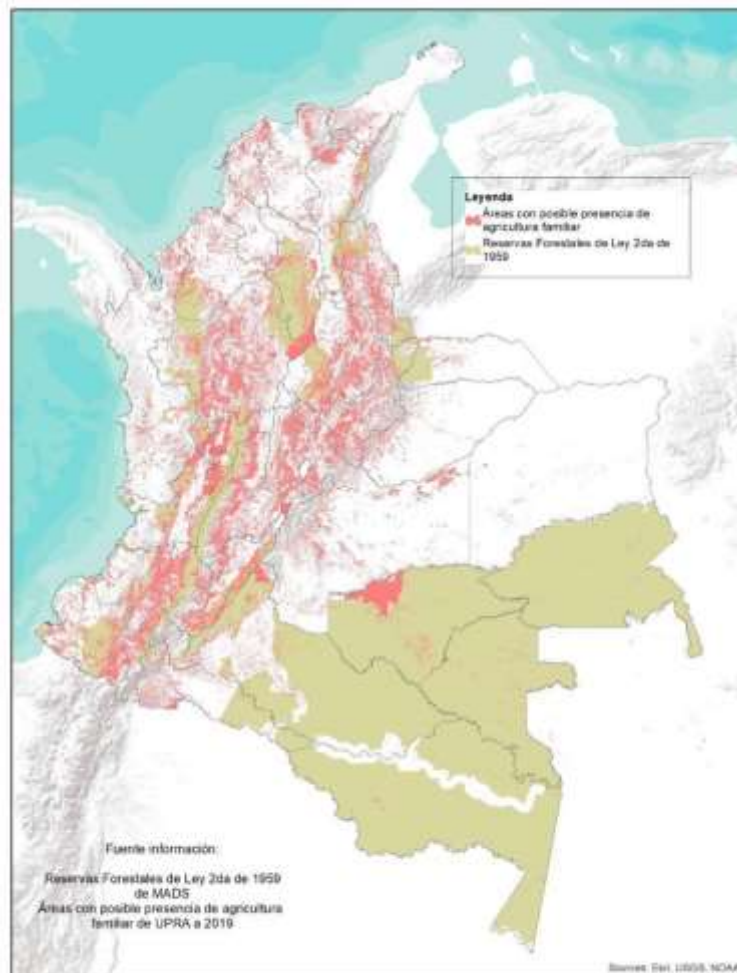 Leyenda
Áreas con posible presencia de
agricultura familiar
Reservas Forestales de Ley 2da de
1959
Fuente información:
Reservas Forestales de Ley 2da de 1959
de MADS
Áreas con posible presencia de agricultura
familiar de UPRA a 2019
Sources: Esri, USGS, NOAA